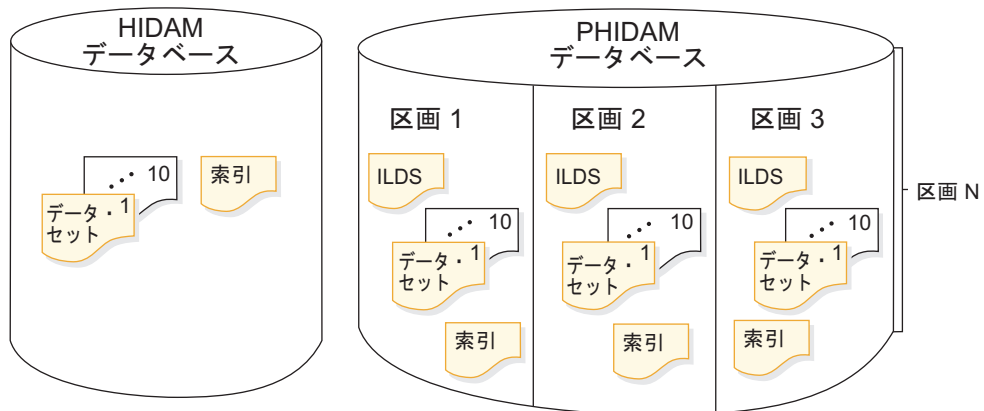 HIDAM
データベース
10
索引
データ・ 1
セット
PHIDAM
データベース
区画 1
区画 2
区画 3
ILDS
ILDS
ILDS
10
10
10
データ・ 1
セット
データ・ 1
セット
データ・ 1
セット
索引
索引
索引
区画 N